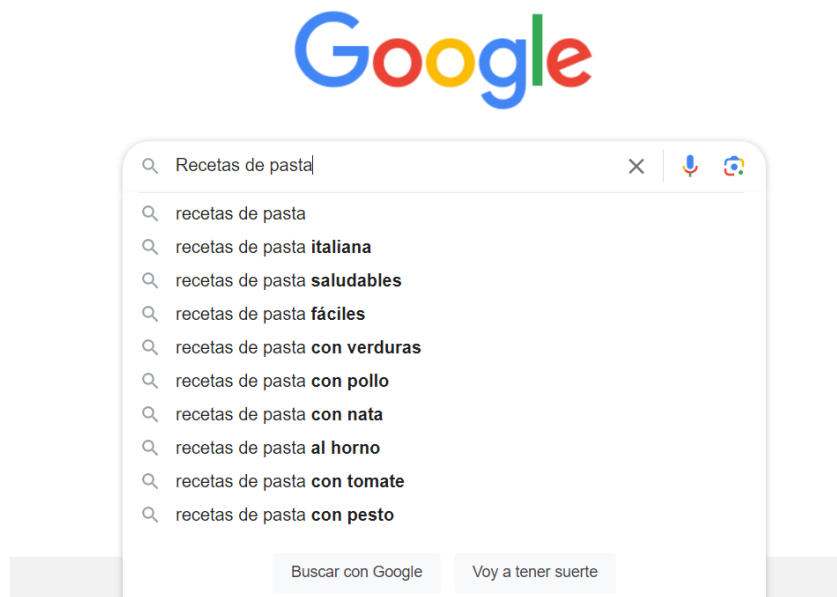 Google
Recetas de pasta
recetas de pasta
recetas de pasta italiana
recetas de pasta saludables
recetas de pasta fáciles
recetas de pasta con verduras
recetas de pasta con pollo
recetas de pasta con nata
recetas de pasta al horno
recetas de pasta con tomate
recetas de pasta con pesto
Buscar con Google Voy a tener suerte